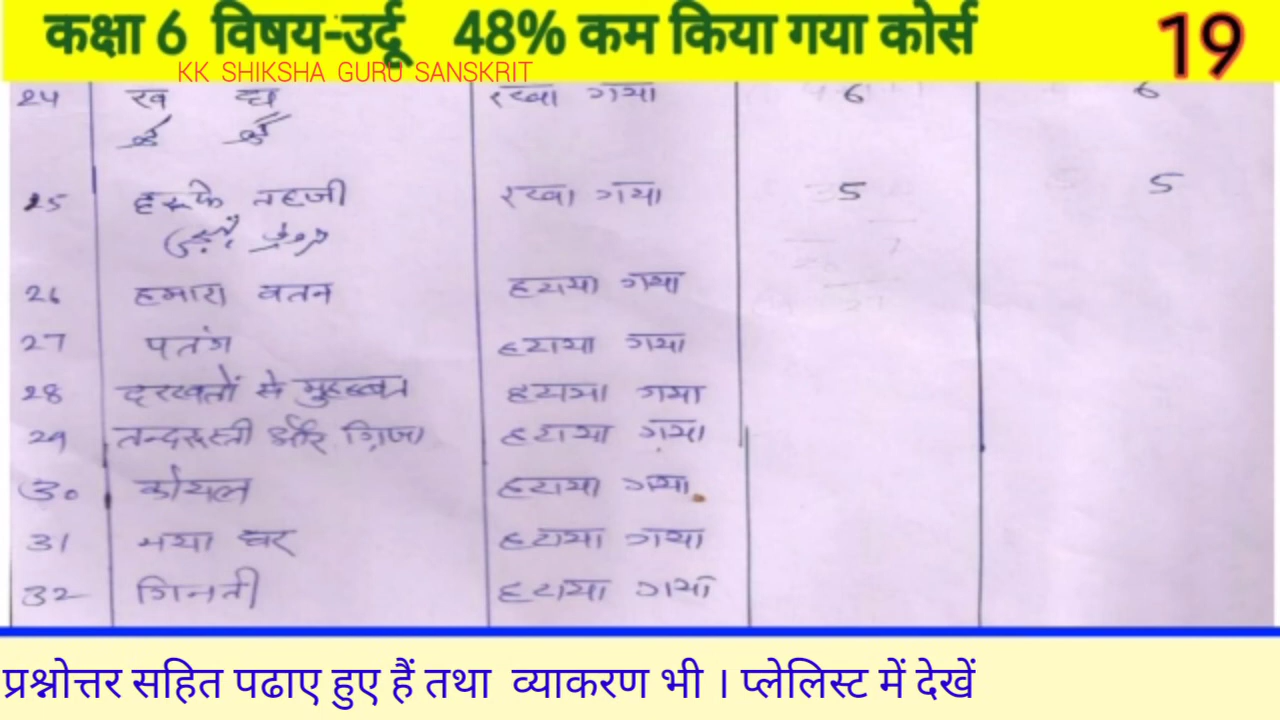 कक्षा 6 विषय-उर्दू 48% कम किया गया कोर्स 19
KK SHIKSHA GURU SANSKRIT
24 ख घ रखा गया 6 6
25 हरूफे तहजी रखा गया 5 5
26 हमारा वतन हटाया गया
27 पतंग हटाया गया
28 दरख्तों से मुहब्बत हटाया गया
29 तन्दरूस्ती और ग़िज़ा हटाया गया
30 कोयल हटाया गया
31 नया घर हटाया गया
32 गिनती हटाया गया
प्रश्नोत्तर सहित पढाए हुए हैं तथा व्याकरण भी । प्लेलिस्ट में देखें